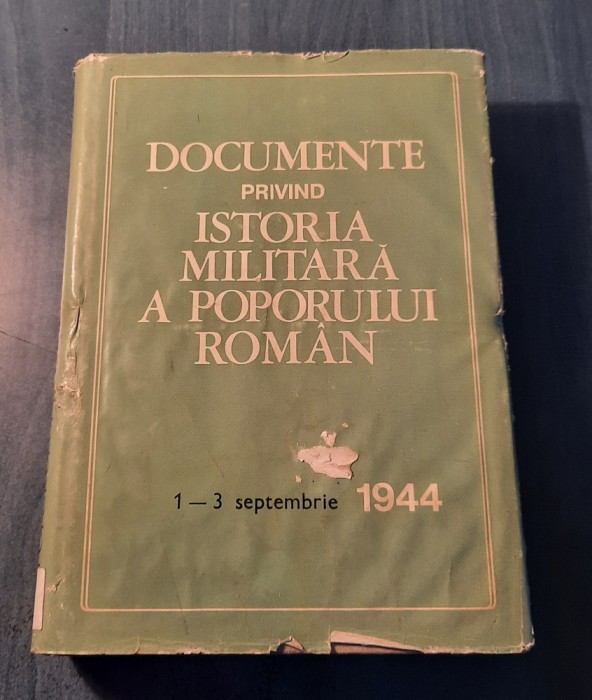 DOCUMENTE
PRIVIND
ISTORIA
MILITARĂ
A POPORULUI
ROMÂN
1 — 3 septembrie 1944